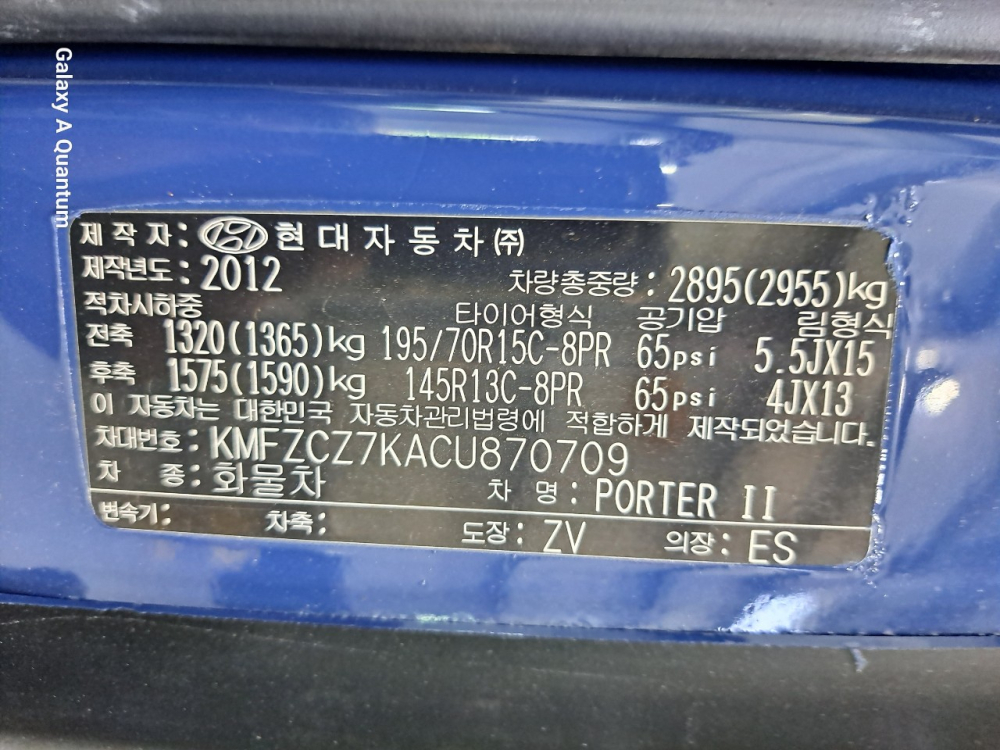 Galaxy A Quantum
제 작 자 : 현 대 자 동 차 ㈜
제작년도 : 2012 차량총중량 : 2895(2955)kg
적차시하중 타이어형식 공기압 림형식
전축 1320(1365)kg 195/70R15C-8PR 65psi 5.5JX15
후축 1575(1590)kg 145R13C-8PR 65psi 4JX13
이 자동차는 대한민국 자동차관리법령에 적합하게 제작되었습니다.
차대번호 : KMFZCZ7KACU870709
차 종 : 화물차 차 명 : PORTER II
변속기 : 차축 : 도장 : ZV 의장 : ES